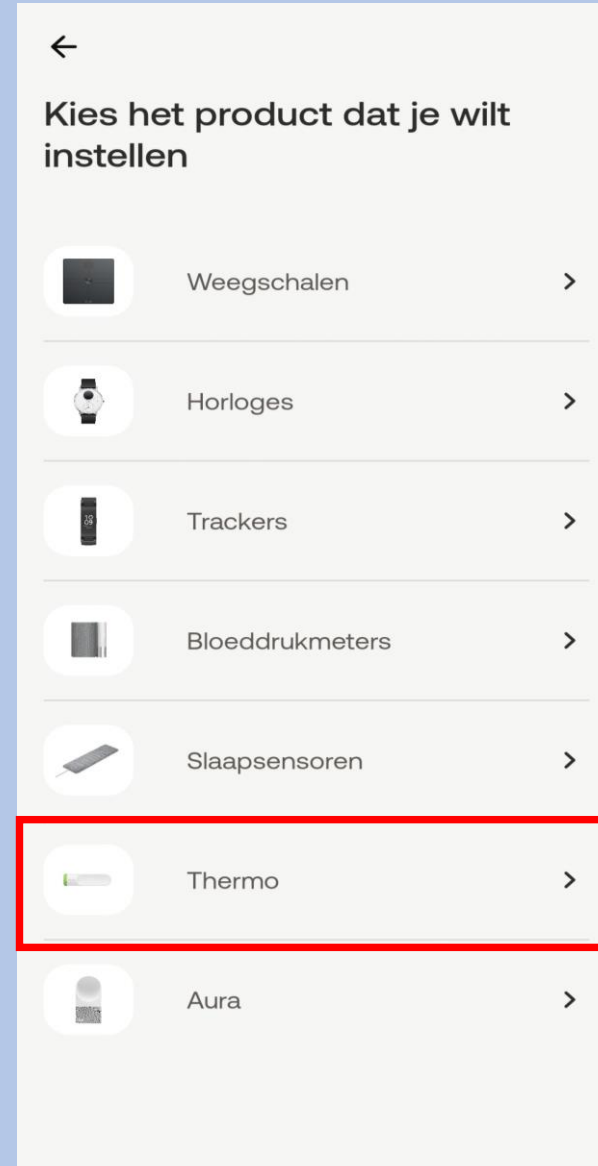 Kies het product dat je wilt
instellen
Weegschalen
Horloges
Trackers
Bloeddrukmeters
Slaapsensoren
Thermo
Aura